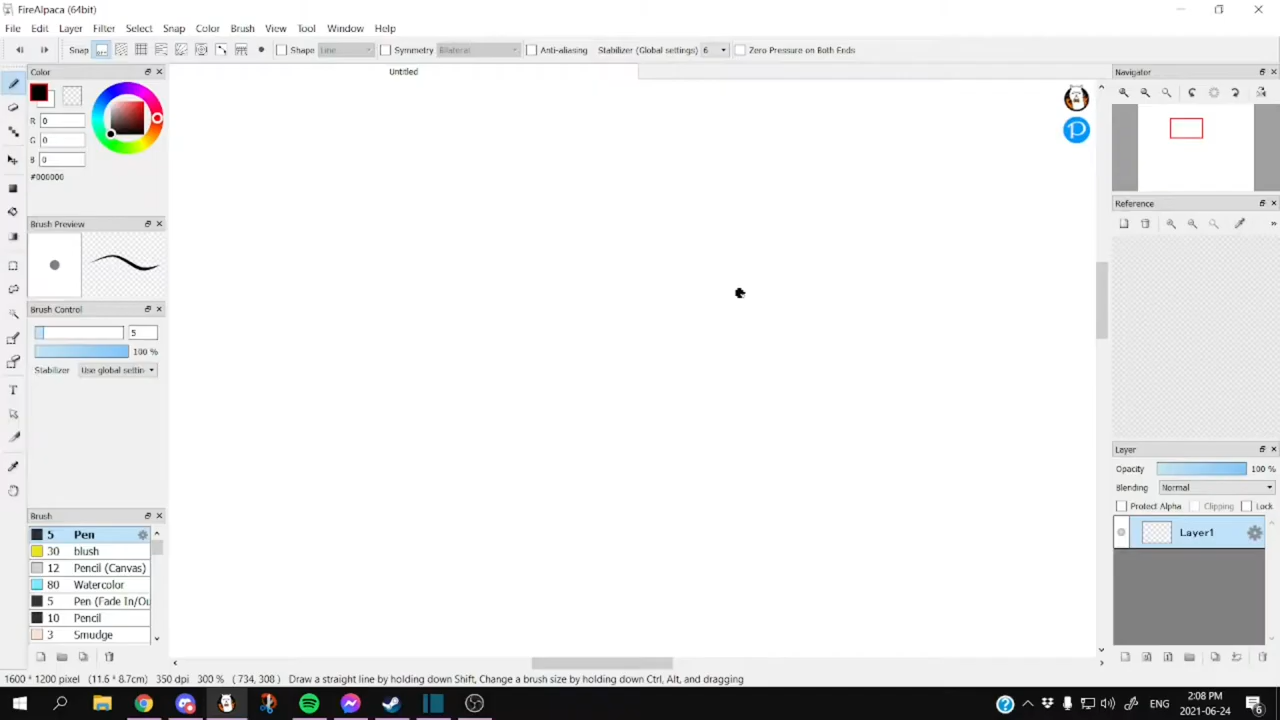 FireAlpaca (64bit)
File Edit Layer Filter Select Snap Color Brush View Tool Window Help
Snap Shape Line Symmetry Bilateral Anti-aliasing Stabilizer (Global settings) 6 Zero Pressure on Both Ends
Color
Untitled
Navigator
R 0
G 0
B 0
#000000
Reference
Brush Preview
Brush Control
5
100 %
Stabilizer Use global settin
Layer
Opacity 100 %
Blending Normal
Protect Alpha Clipping Lock
Layer1
Brush
5 Pen
30 blush
12 Pencil (Canvas)
80 Watercolor
5 Pen (Fade In/Ou
10 Pencil
3 Smudge
1600 * 1200 pixel (11.6 * 8.7cm) 350 dpi 300 % ( 734, 308 ) Draw a straight line by holding down Shift, Change a brush size by holding down Ctrl, Alt, and dragging
ENG
2:08 PM
2021-06-24
6